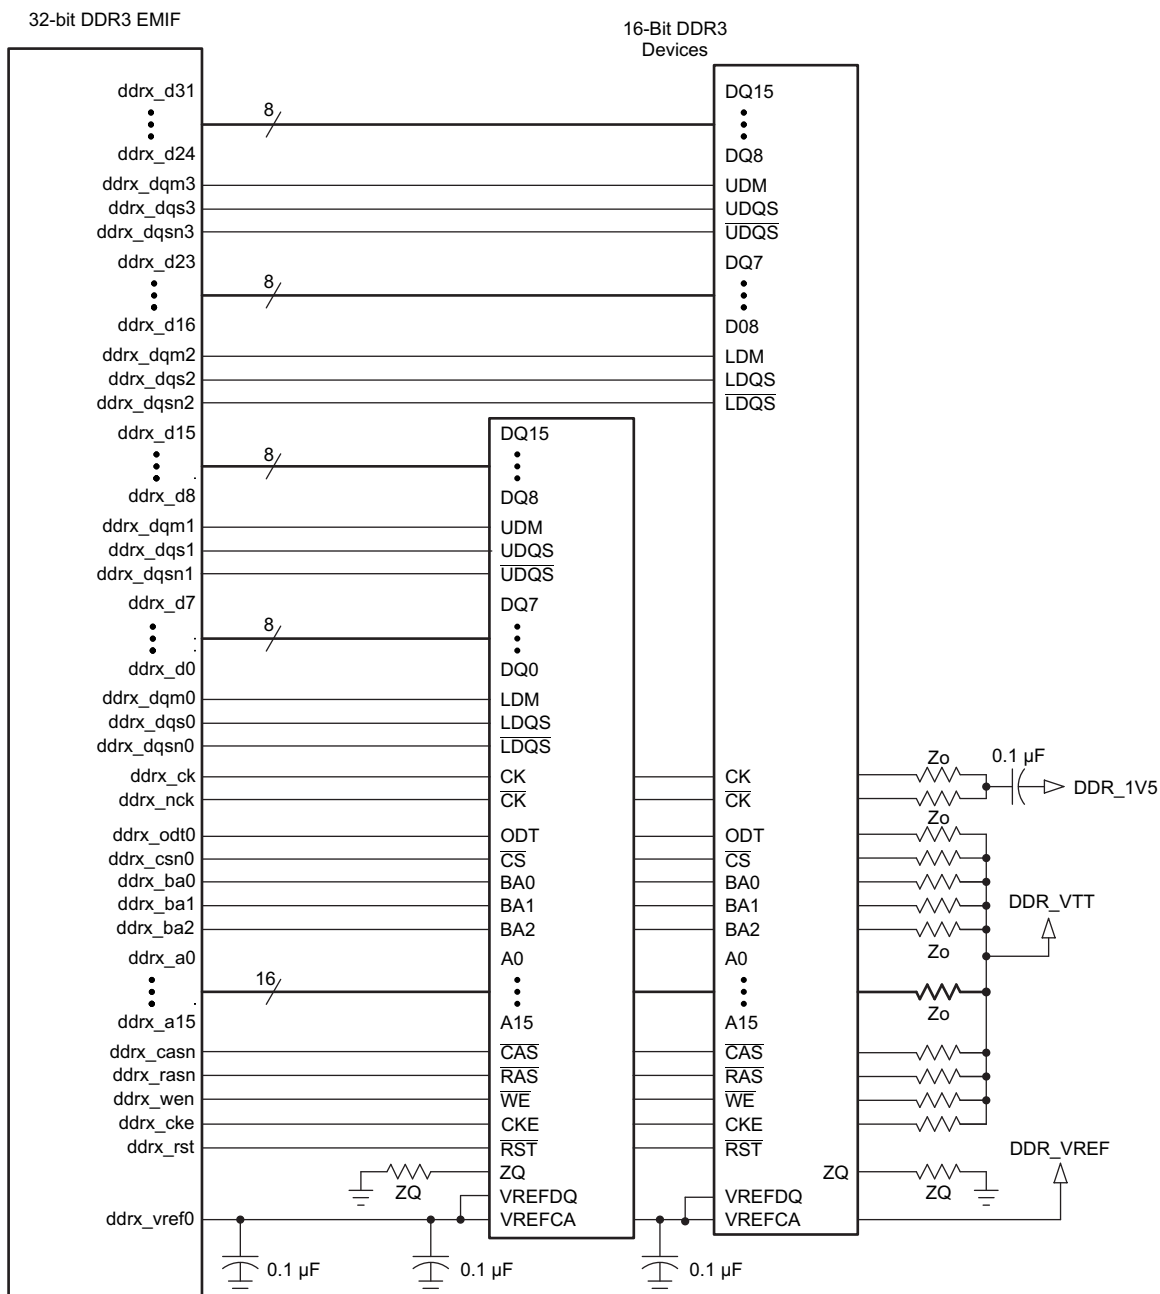 32-bit DDR3 EMIF
16-Bit DDR3
Devices
ddrx_d31
8
DQ15
ddrx_d24
DQ8
ddrx_dqm3
UDM
ddrx_dqs3
UDQS
ddrx_dqsn3
UDQS
ddrx_d23
8
DQ7
ddrx_d16
D08
ddrx_dqm2
LDM
ddrx_dqs2
LDQS
ddrx_dqsn2
LDQS
ddrx_d15
8
DQ15
ddrx_d8
DQ8
ddrx_dqm1
UDM
ddrx_dqs1
UDQS
ddrx_dqsn1
UDQS
ddrx_d7
8
DQ7
ddrx_d0
DQ0
ddrx_dqm0
LDM
ddrx_dqs0
LDQS
ddrx_dqsn0
LDQS
Zo
0.1 µF
ddrx_ck
CK
CK
DDR_1V5
ddrx_nck
CK
CK
Zo
ddrx_odt0
ODT
ODT
ddrx_csn0
CS
CS
ddrx_ba0
BA0
BA0
ddrx_ba1
BA1
BA1
DDR_VTT
ddrx_ba2
BA2
BA2
Zo
ddrx_a0
A0
A0
16
Zo
ddrx_a15
A15
A15
ddrx_casn
CAS
CAS
ddrx_rasn
RAS
RAS
ddrx_wen
WE
WE
ddrx_cke
CKE
CKE
ddrx_rst
RST
RST
DDR_VREF
ZQ
ZQ
ZQ
ZQ
VREFDQ
VREFDQ
ddrx_vref0
VREFCA
VREFCA
0.1 µF
0.1 µF
0.1 µF